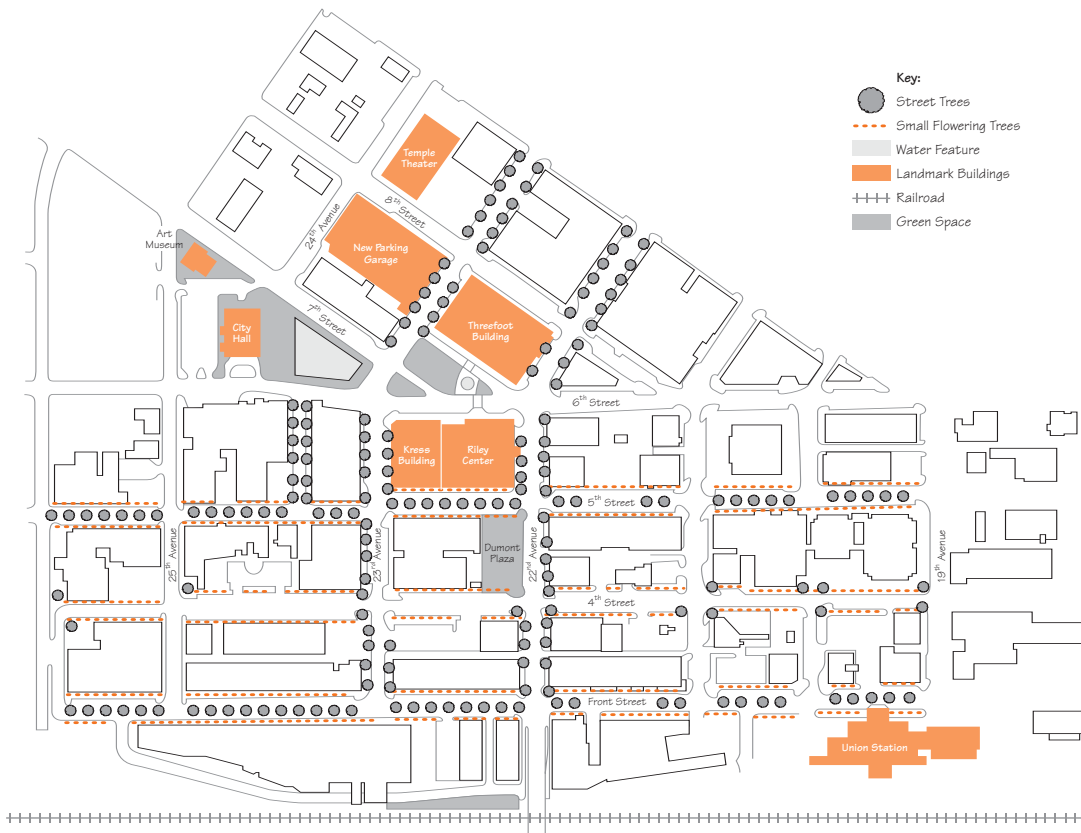 Key:
Street Trees
Small Flowering Trees
Water Feature
Landmark Buildings
Railroad
Green Space
Temple
Theater
8th Street
24th Avenue
Art
Museum
New Parking
Garage
7th Street
City
Hall
Threefoot
Building
6th Street
Kress
Building
Riley
Center
5th Street
25th Avenue
23rd Avenue
Dumont
Plaza
22nd Avenue
19th Avenue
4th Street
Front Street
Union Station